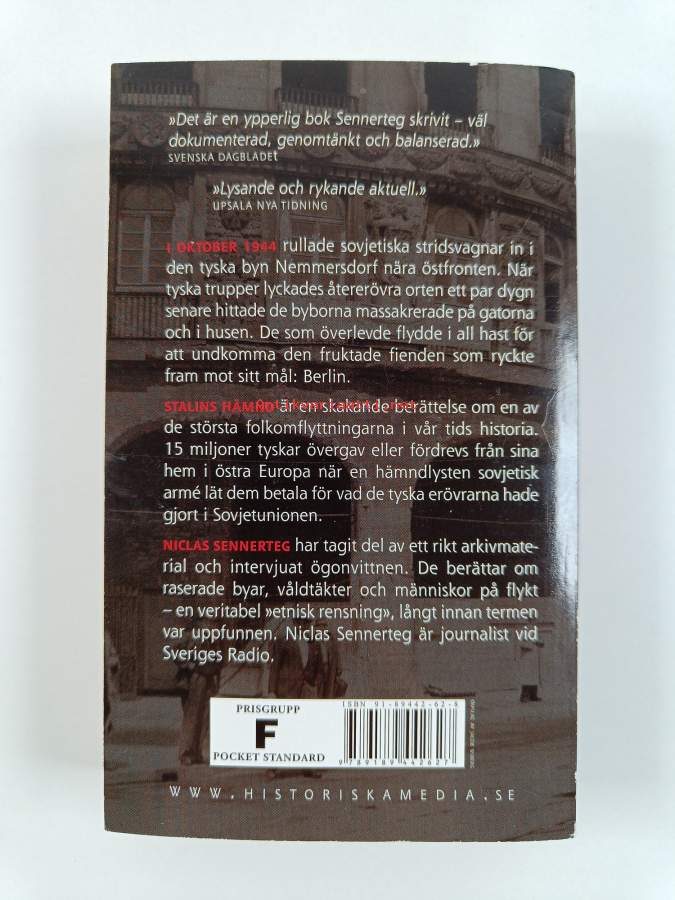 »Det är en ypperlig bok Sennerteg skrivit – väl
dokumenterad, genomtänkt och balanserad.»
SVENSKA DAGBLADET
»Lysande och rykande aktuell.»
UPSALA NYA TIDNING
I OKTOBER 1944 rullade sovjetiska stridsvagnar in i
den tyska byn Nemmersdorf nära östfronten. När
tyska trupper lyckades återerövra orten ett par dygn
senare hittade de byborna massakrerade på gatorna
och i husen. De som överlevde flydde i all hast för
att undkomma den fruktade fienden som ryckte
fram mot sitt mål: Berlin.
STALINS HÄMND är en skakande berättelse om en av
de största folkomflyttningarna i vår tids historia.
15 miljoner tyskar övergav eller fördrevs från sina
hem i östra Europa när en hämndlysten sovjetisk
armé lät dem betala för vad de tyska erövrarna hade
gjort i Sovjetunionen.
NICLAS SENNERTEG har tagit del av ett rikt arkivmate-
rial och intervjuat ögonvittnen. De berättar om
raserade byar, våldtäkter och människor på flykt
– en veritabel »etnisk rensning», långt innan termen
var uppfunnen. Niclas Sennerteg är journalist vid
Sveriges Radio.
PRISGRUPP
F
POCKET STANDARD
ISBN 91-89442-62-8
9 789189 442627
WWW.HISTORISKAMEDIA.SE